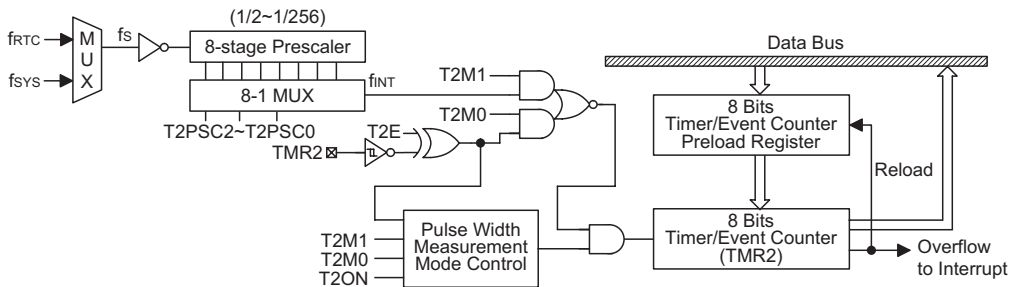 (1/2~1/256)
fRTC
fSYS
MUX
fS
8-stage Prescaler
8-1 MUX
fINT
T2PSC2~T2PSC0
T2M1
T2M0
T2E
TMR2
Data Bus
8 Bits
Timer/Event Counter
Preload Register
Reload
T2M1
T2M0
T2ON
Pulse Width
Measurement
Mode Control
8 Bits
Timer/Event Counter
(TMR2)
Overflow
to Interrupt